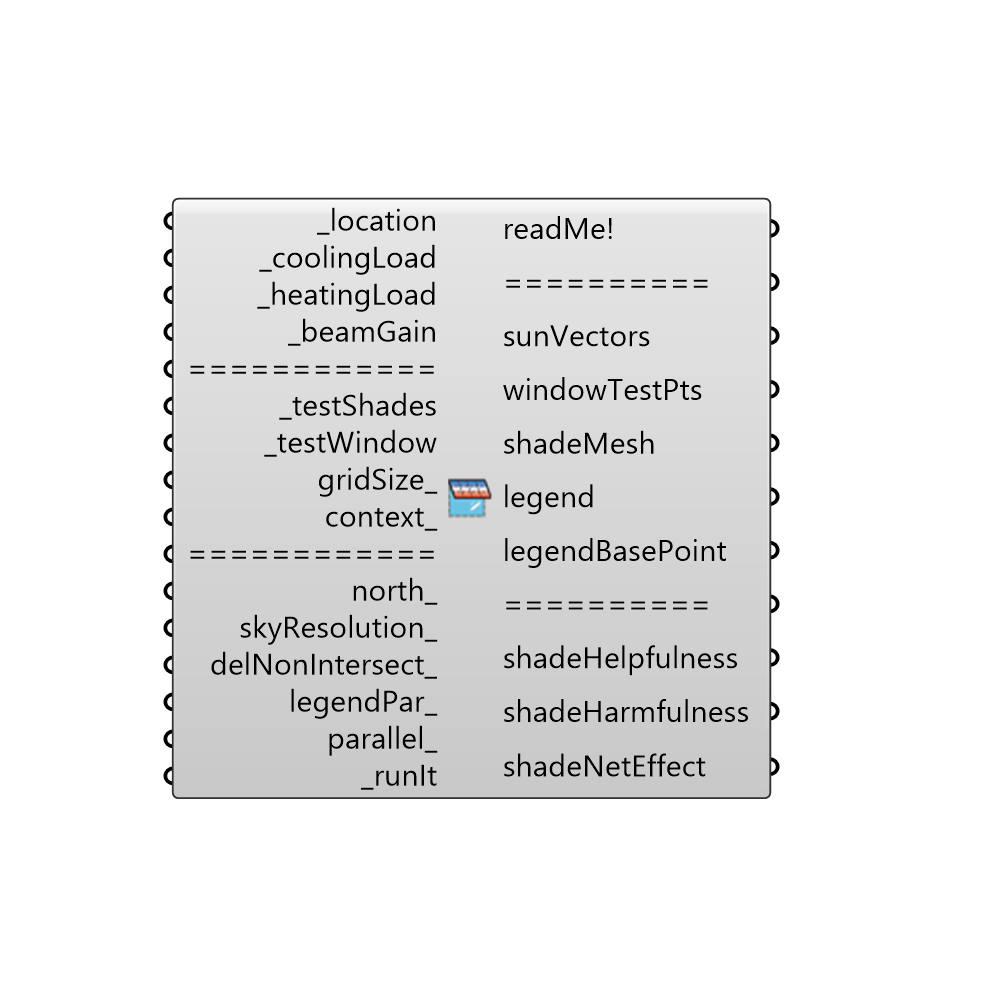 _location
_coolingLoad
_heatingLoad
_beamGain
============
_testShades
_testWindow
gridSize_
context_
============
north_
skyResolution_
delNonIntersect_
legendPar_
parallel_
_runIt
readMe!
==========
sunVectors
windowTestPts
shadeMesh
legend
legendBasePoint
==========
shadeHelpfulness
shadeHarmfulness
shadeNetEffect